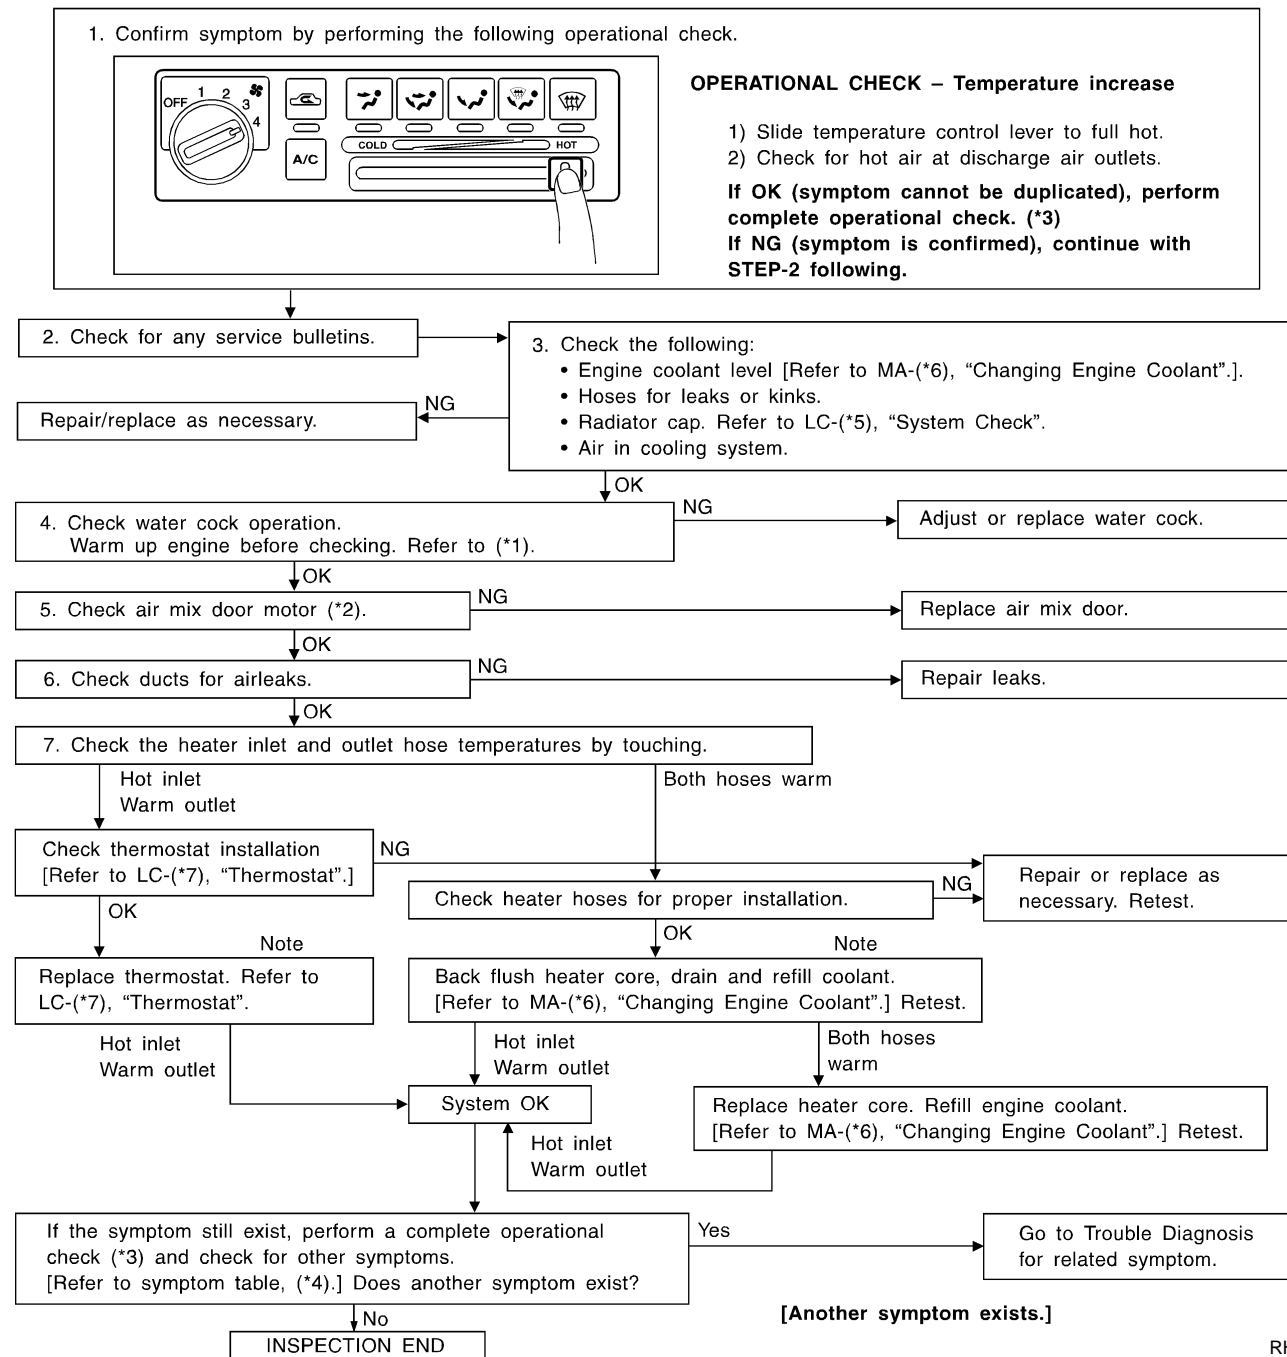 1. Confirm symptom by performing the following operational check.
OFF 1 2 3 4
A/C
COLD HOT
OPERATIONAL CHECK – Temperature increase
1) Slide temperature control lever to full hot.
2) Check for hot air at discharge air outlets.
If OK (symptom cannot be duplicated), perform
complete operational check. (*3)
If NG (symptom is confirmed), continue with
STEP-2 following.
2. Check for any service bulletins.
3. Check the following:
• Engine coolant level [Refer to MA-(*6), “Changing Engine Coolant”.].
• Hoses for leaks or kinks.
• Radiator cap. Refer to LC-(*5), “System Check”.
• Air in cooling system.
NG
Repair/replace as necessary.
OK
4. Check water cock operation.
Warm up engine before checking. Refer to (*1).
NG
Adjust or replace water cock.
OK
5. Check air mix door motor (*2).
NG
Replace air mix door.
OK
6. Check ducts for airleaks.
NG
Repair leaks.
OK
7. Check the heater inlet and outlet hose temperatures by touching.
Hot inlet
Warm outlet
Both hoses warm
Check thermostat installation
[Refer to LC-(*7), “Thermostat”.]
NG
Check heater hoses for proper installation.
NG
Repair or replace as
necessary. Retest.
OK
OK
Note
Replace thermostat. Refer to
LC-(*7), “Thermostat”.
Note
Back flush heater core, drain and refill coolant.
[Refer to MA-(*6), “Changing Engine Coolant”.] Retest.
Hot inlet
Warm outlet
Hot inlet
Warm outlet
Both hoses
warm
System OK
Replace heater core. Refill engine coolant.
[Refer to MA-(*6), “Changing Engine Coolant”.] Retest.
Hot inlet
Warm outlet
If the symptom still exist, perform a complete operational
check (*3) and check for other symptoms.
[Refer to symptom table, (*4).] Does another symptom exist?
Yes
Go to Trouble Diagnosis
for related symptom.
No
[Another symptom exists.]
INSPECTION END